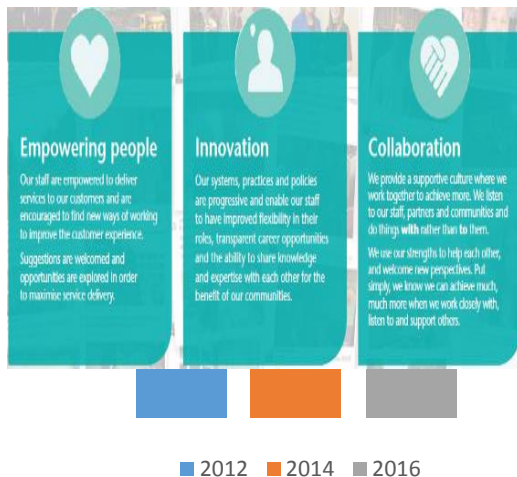 Empowering people
Our staff are empowered to deliver
services to our customers and are
encouraged to find new ways of working
to improve the customer experience.
Suggestions are welcomed and
opportunities are explored in order
to maximise service delivery.
Innovation
Our systems, practices and policies
are progressive and enable our staff
to have improved flexibility in their
roles, transparent career opportunities
and the ability to share knowledge
and expertise with each other for the
benefit of our communities.
Collaboration
We provide a supportive culture where we
work together to achieve more. We listen
to our staff, partners and communities and
do things with rather than to them.
We use our strengths to help each other,
and welcome new perspectives. Put
simply, we know we can achieve much,
much more when we work closely with,
listen to and support others.
2012 2014 2016